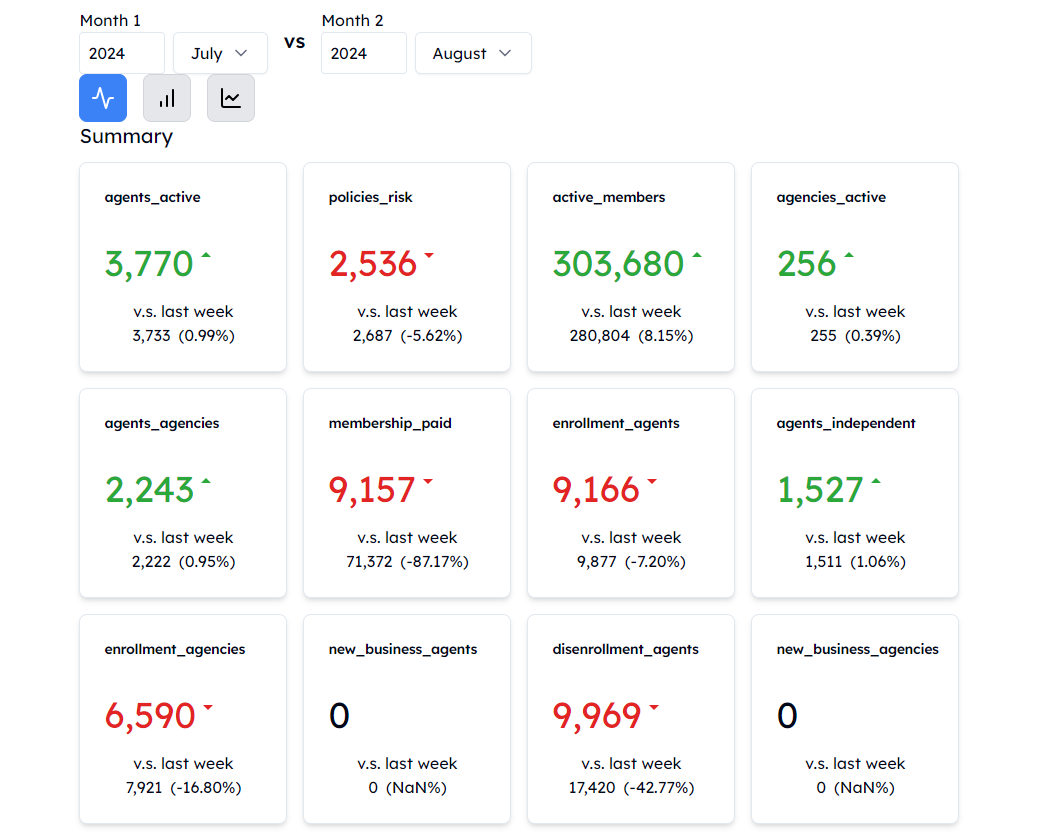 Month 1
2024
July
VS
Month 2
2024
August
Summary
agents_active
3,770
v.s. last week
3,733 (0.99%)
policies_risk
2,536
v.s. last week
2,687 (-5.62%)
active_members
303,680
v.s. last week
280,804 (8.15%)
agencies_active
256
v.s. last week
255 (0.39%)
agents_agencies
2,243
v.s. last week
2,222 (0.95%)
membership_paid
9,157
v.s. last week
71,372 (-87.17%)
enrollment_agents
9,166
v.s. last week
9,877 (-7.20%)
agents_independent
1,527
v.s. last week
1,511 (1.06%)
enrollment_agencies
6,590
v.s. last week
7,921 (-16.80%)
new_business_agents
0
v.s. last week
0 (NaN%)
disenrollment_agents
9,969
v.s. last week
17,420 (-42.77%)
new_business_agencies
0
v.s. last week
0 (NaN%)